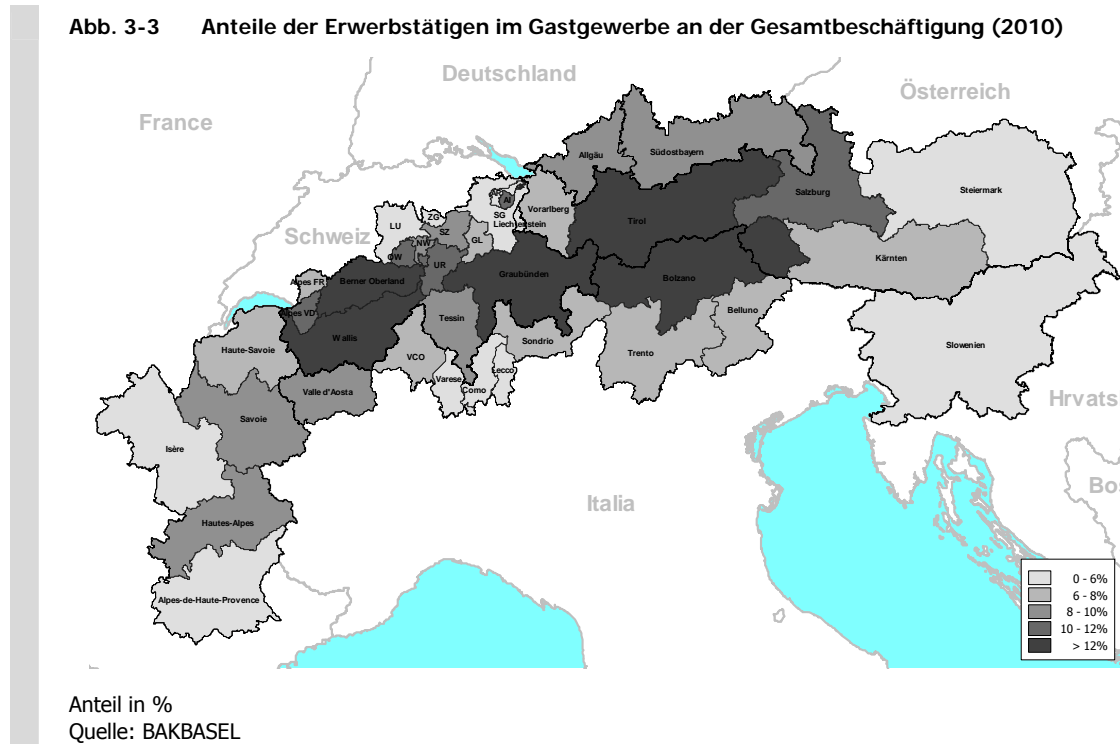 Abb. 3-3 Anteile der Erwerbstätigen im Gastgewerbe an der Gesamtbeschäftigung (2010)
Deutschland
Österreich
France
Allgäu
Südostbayern
Steiermark
Salzburg
AI
Vorarlberg
Tirol
ZG
SG
LU
SZ
Liechtenstein
Schweiz
NW
GL
OW
UR
Kärnten
Graubünden
Bolzano
Alpes FR
Berner Oberland
Belluno
Alpes VD
Tessin
Wallis
Sondrio
Slowenien
Haute-Savoie
Trento
VCO
Lecco
Varese
Como
Valle d'Aosta
Hrvats
Savoie
Isère
Bos
Italia
Hautes-Alpes
Alpes-de-Haute-Provence
0 - 6%
6 - 8%
8 - 10%
10 - 12%
> 12%
Anteil in %
Quelle: BAKBASEL